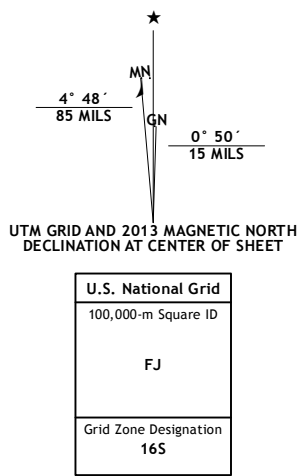 ★
MN
4° 48´
85 MILS
GN
0° 50´
15 MILS
UTM GRID AND 2013 MAGNETIC NORTH
DECLINATION AT CENTER OF SHEET
U.S. National Grid
100,000-m Square ID
FJ
Grid Zone Designation
16S